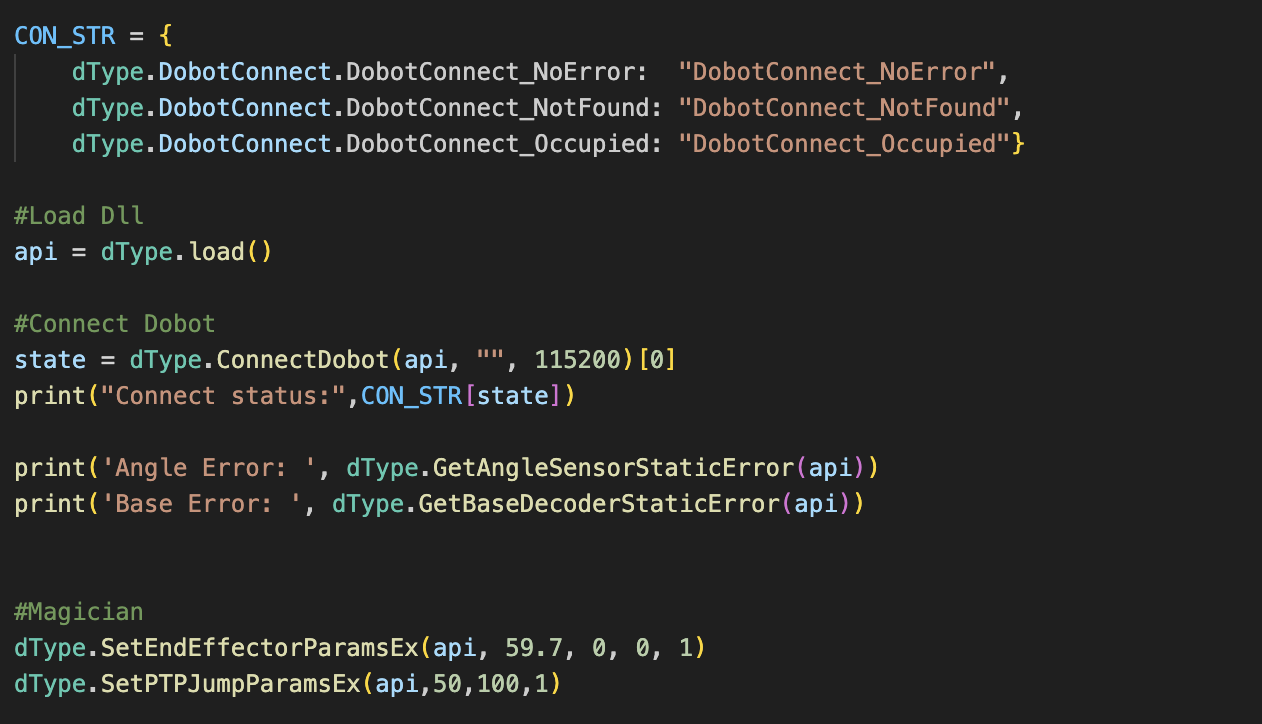 CON_STR = {
    dType.DobotConnect.DobotConnect_NoError:  "DobotConnect_NoError",
    dType.DobotConnect.DobotConnect_NotFound: "DobotConnect_NotFound",
    dType.DobotConnect.DobotConnect_Occupied: "DobotConnect_Occupied"}
#Load Dll
api = dType.load()
#Connect Dobot
state = dType.ConnectDobot(api, "", 115200)[0]
print("Connect status:",CON_STR[state])
print('Angle Error: ', dType.GetAngleSensorStaticError(api))
print('Base Error: ', dType.GetBaseDecoderStaticError(api))
#Magician
dType.SetEndEffectorParamsEx(api, 59.7, 0, 0, 1)
dType.SetPTPJumpParamsEx(api,50,100,1)